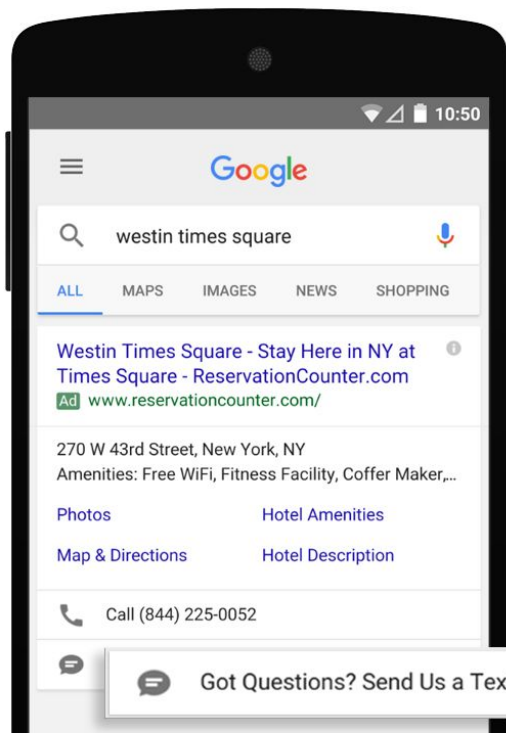 10:50
Google
westin times square
ALL MAPS IMAGES NEWS SHOPPING
Westin Times Square - Stay Here in NY at
Times Square - ReservationCounter.com
Ad www.reservationcounter.com/
270 W 43rd Street, New York, NY
Amenities: Free WiFi, Fitness Facility, Coffer Maker,...
Photos Hotel Amenities
Map & Directions Hotel Description
Call (844) 225-0052
Got Questions? Send Us a Tex